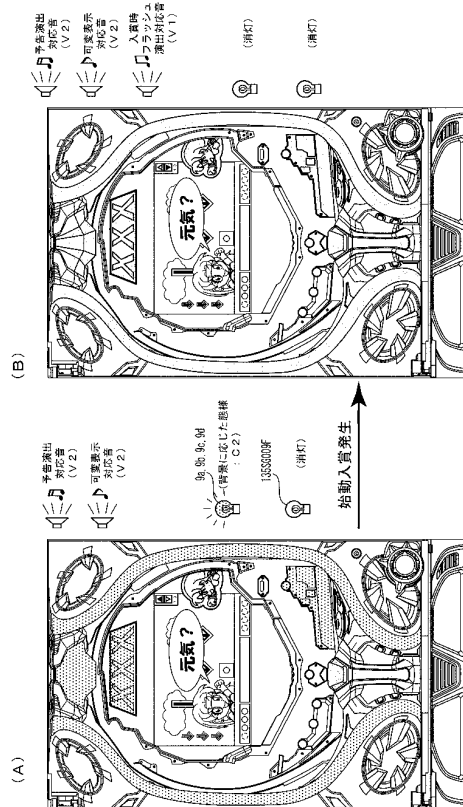 (A)
予告演出
対応音
(V2)
可変表示
対応音
(V2)
9a, 9b, 9c, 9d
(背景に応じた態様
: C2)
135SG009F
(消灯)
XXX
元気?
始動入賞発生
(B)
予告演出
対応音
(V2)
可変表示
対応音
(V2)
入賞時
フラッシュ
演出対応音
(V1)
(消灯)
(消灯)
XXX
元気?